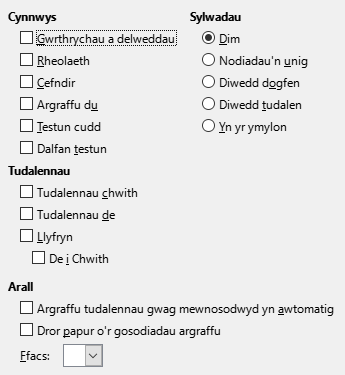 Cynnwys
Gwrthrychau a delweddau
Rheolaeth
Cefndir
Argraffu du
Testun cudd
Dalfan testun
Sylwadau
Dim
Nodiadau'n unig
Diwedd dogfen
Diwedd tudalen
Yn yr ymylon
Tudalennau
Tudalennau chwith
Tudalennau de
Llyfryn
De i Chwith
Arall
Argraffu tudalennau gwag mewnosodwyd yn awtomatig
Dror papur o'r gosodiadau argraffu
Ffacs: